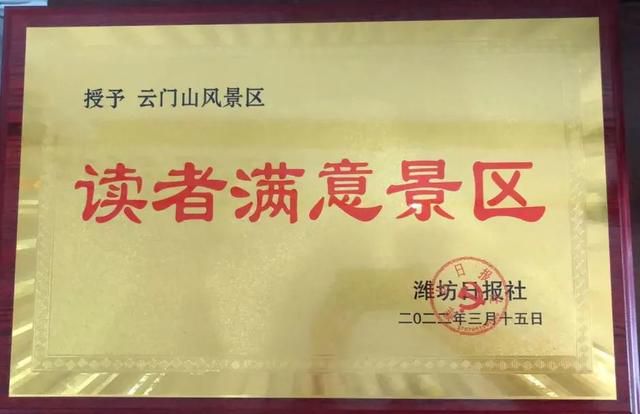 授予 云门山风景区
读者满意景区
潍坊日报社
二〇二二年三月十五日